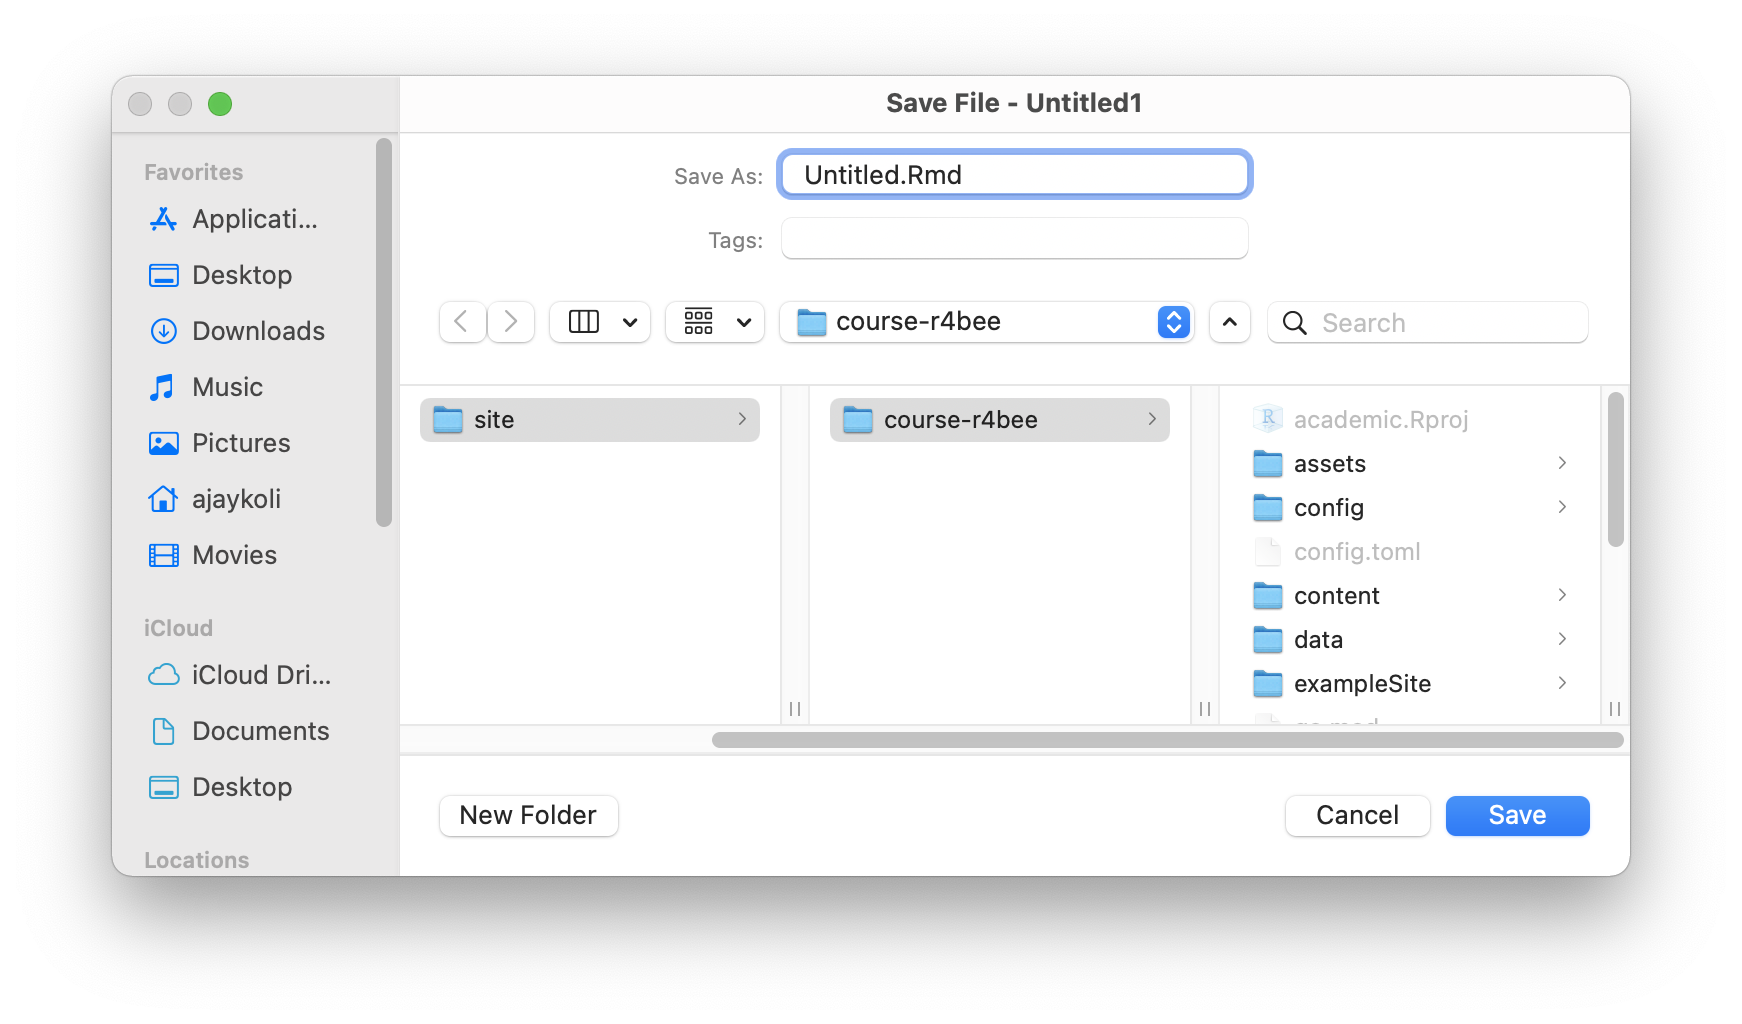 Save File - Untitled1
Favorites
Applicati...
Desktop
Downloads
Music
Pictures
ajaykoli
Movies
iCloud
iCloud Dri...
Documents
Desktop
Locations
Save As: Untitled.Rmd
Tags:
course-r4bee
Search
site
course-r4bee
academic.Rproj
assets
config
config.toml
content
data
exampleSite
New Folder
Cancel
Save